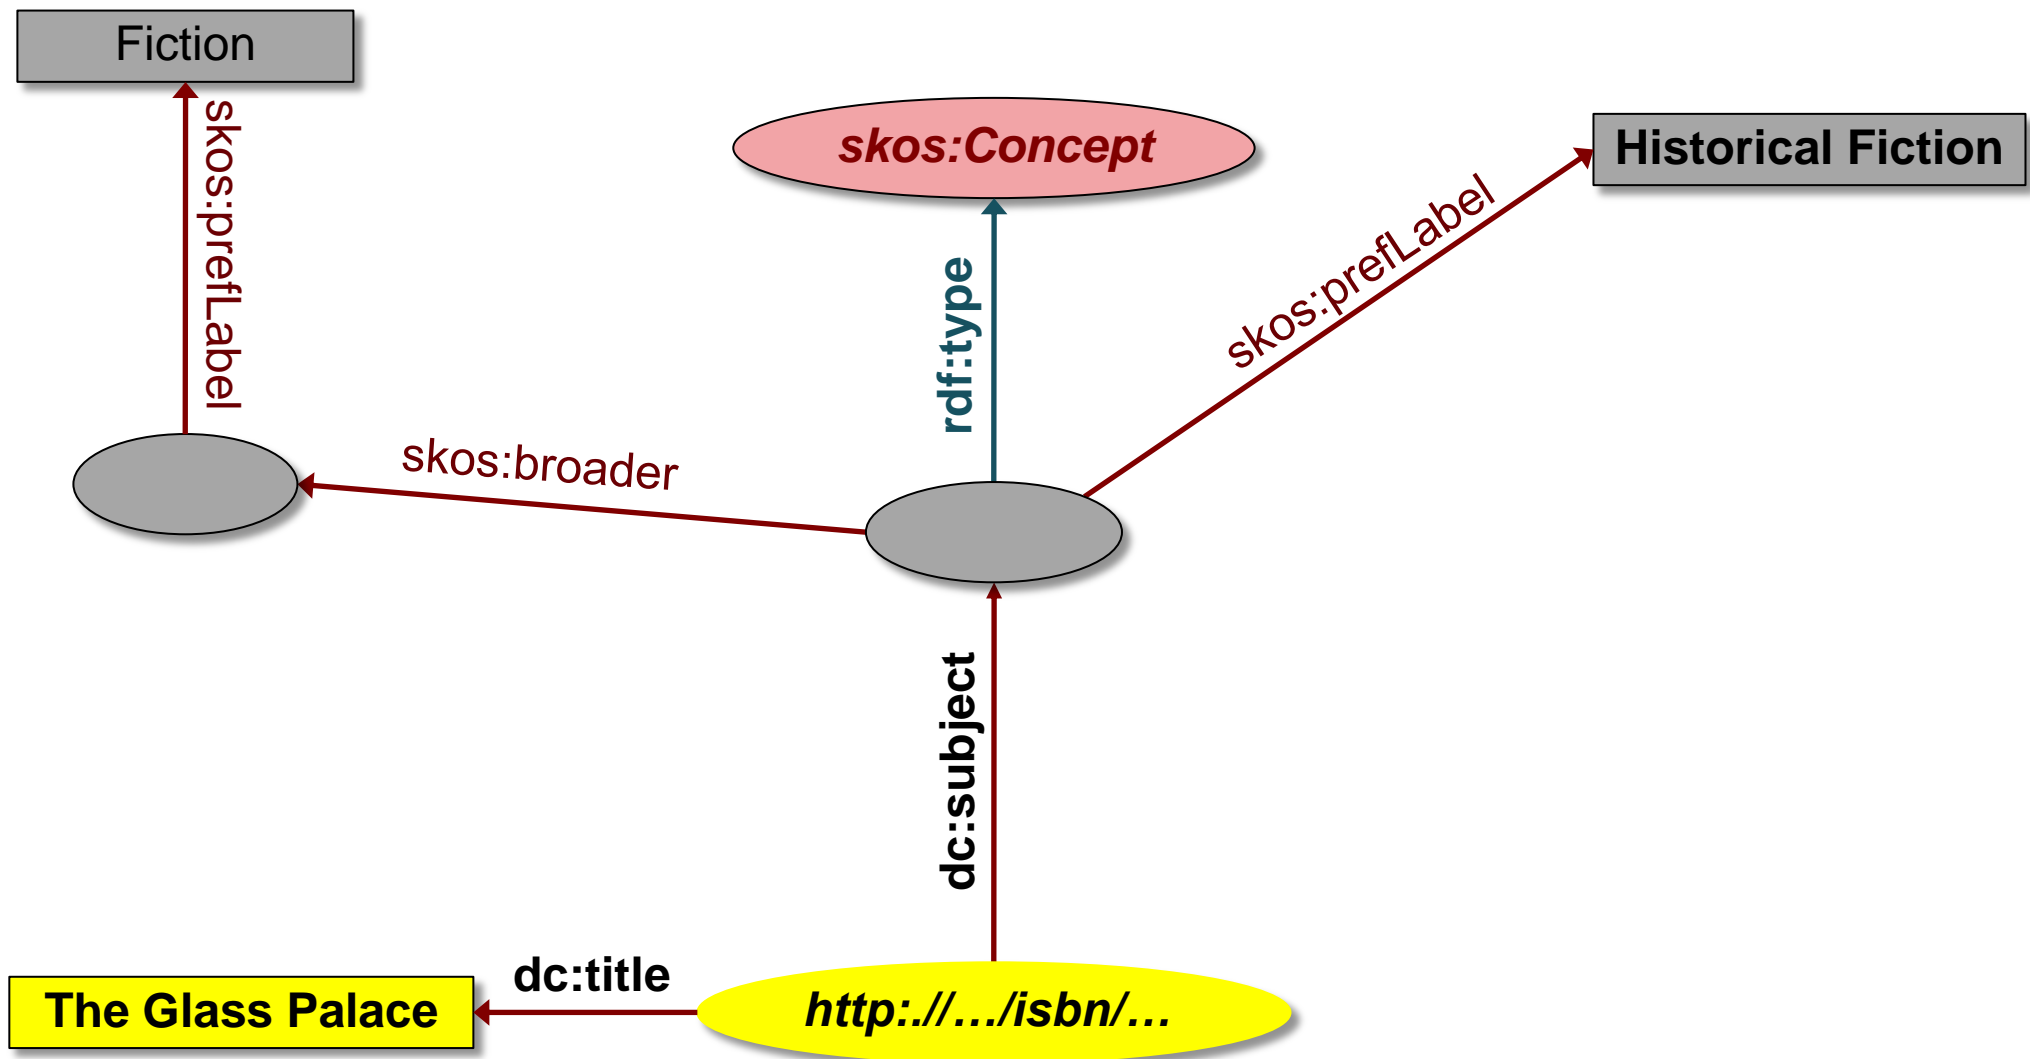 Fiction
skos:Concept
Historical Fiction
skos:prefLabel
rdf:type
skos:prefLabel
skos:broader
dc:subject
dc:title
The Glass Palace
http:.//…/isbn/…